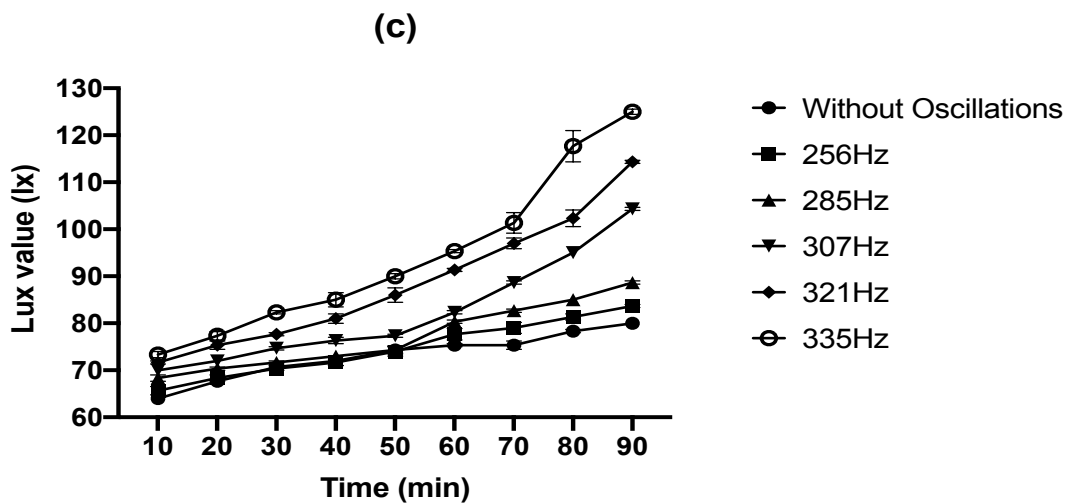 (c)
130
120
110
100
90
80
70
60
Lux value (lx)
10 20 30 40 50 60 70 80 90
Time (min)
Without Oscillations
256Hz
285Hz
307Hz
321Hz
335Hz